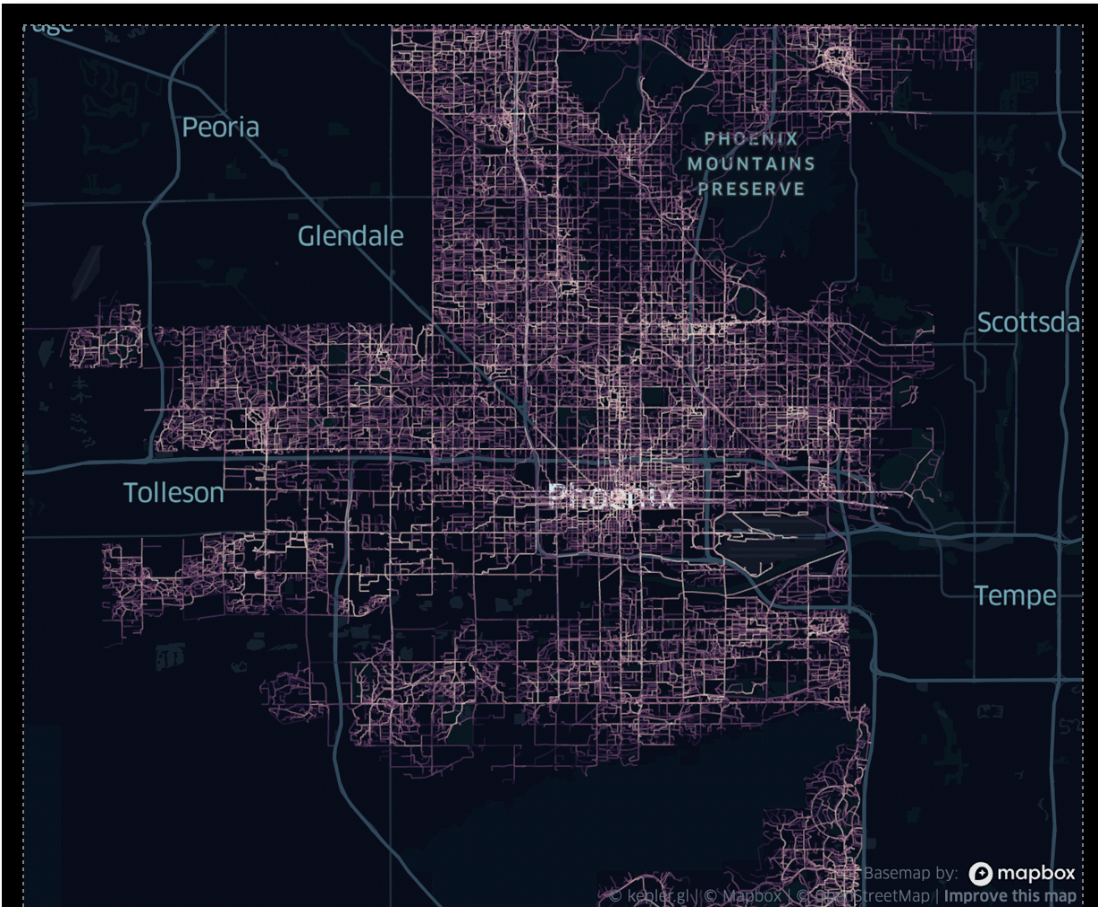 Peoria
PHOENIX
MOUNTAINS
PRESERVE
Glendale
Scottsda
Tolleson
Phoenix
Tempe
Basemap by: mapbox
© kepler.gl | © Mapbox | © OpenStreetMap | Improve this map